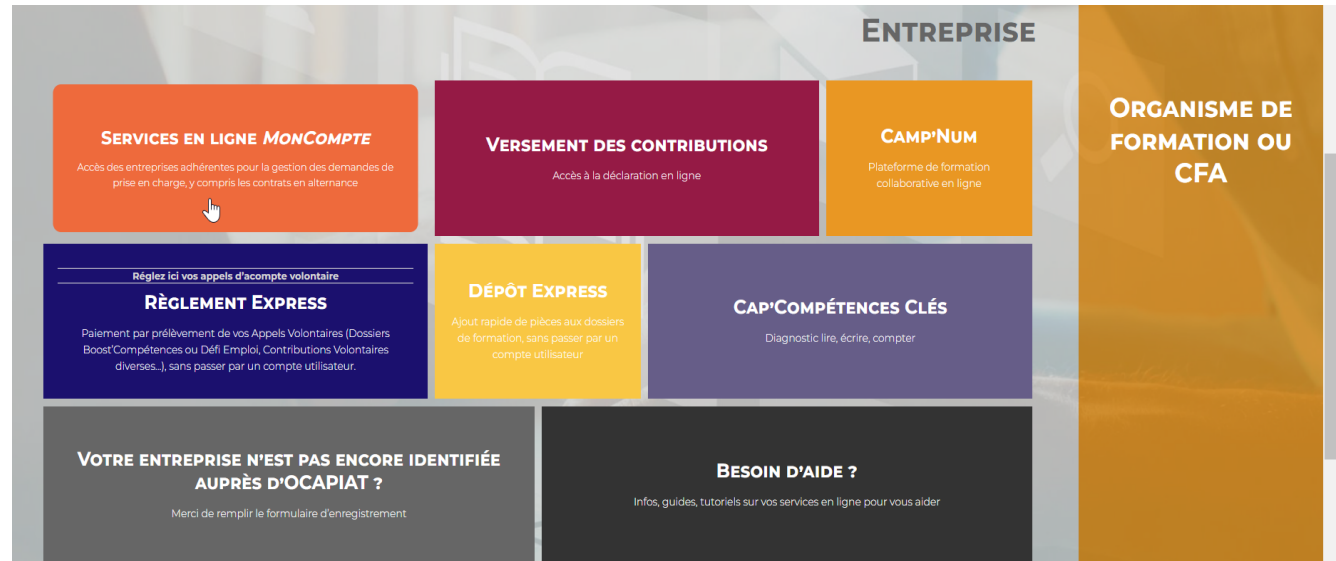 ENTREPRISE
SERVICES EN LIGNE MONCOMPTE
Accès des entreprises adhérentes pour la gestion des demandes de
prise en charge, y compris les contrats en alternance
VERSEMENT DES CONTRIBUTIONS
Accès à la déclaration en ligne
CAMP'NUM
Plateforme de formation
collaborative en ligne
ORGANISME DE
FORMATION OU
CFA
Réglez ici vos appels d'acompte volontaire
RÈGLEMENT EXPRESS
Paiement par prélèvement de vos Appels Volontaires (Dossiers
Boost'Compétences ou Défi Emploi, Contributions Volontaires
diverses...), sans passer par un compte utilisateur.
DÉPÔT EXPRESS
Ajout rapide de pièces aux dossiers
de formation, sans passer par un
compte utilisateur
CAP'COMPÉTENCES CLÉS
Diagnostic lire, écrire, compter
VOTRE ENTREPRISE N'EST PAS ENCORE IDENTIFIÉE
AUPRÈS D'OCAPIAT ?
Merci de remplir le formulaire d'enregistrement
BESOIN D'AIDE ?
Infos, guides, tutoriels sur vos services en ligne pour vous aider